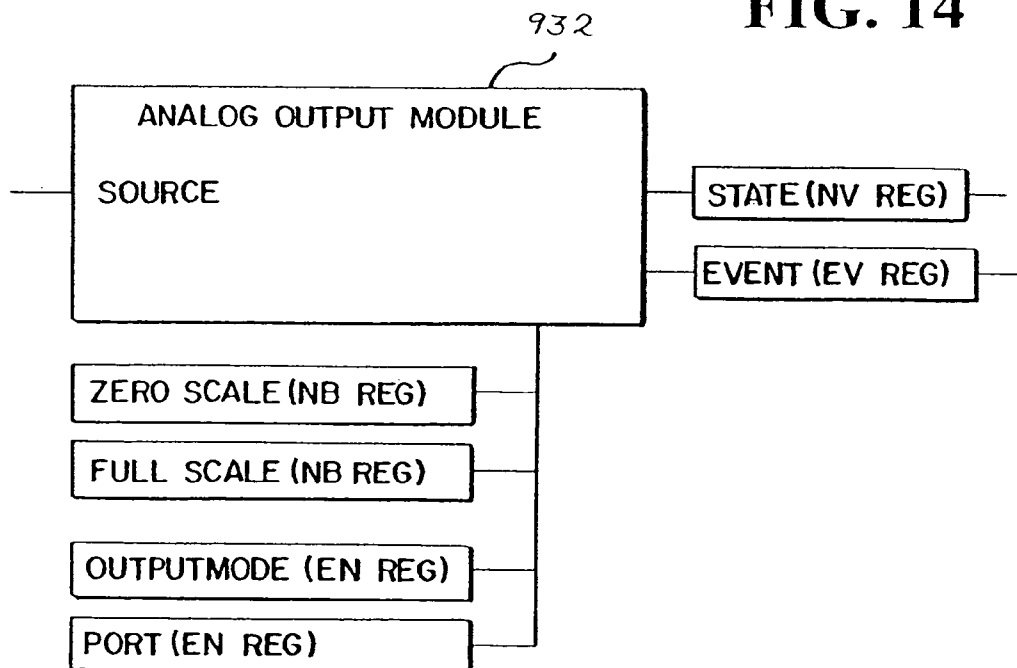 932
FIG. 14
ANALOG OUTPUT MODULE
SOURCE
STATE (NV REG)
EVENT (EV REG)
ZERO SCALE (NB REG)
FULL SCALE (NB REG)
OUTPUTMODE (EN REG)
PORT (EN REG)